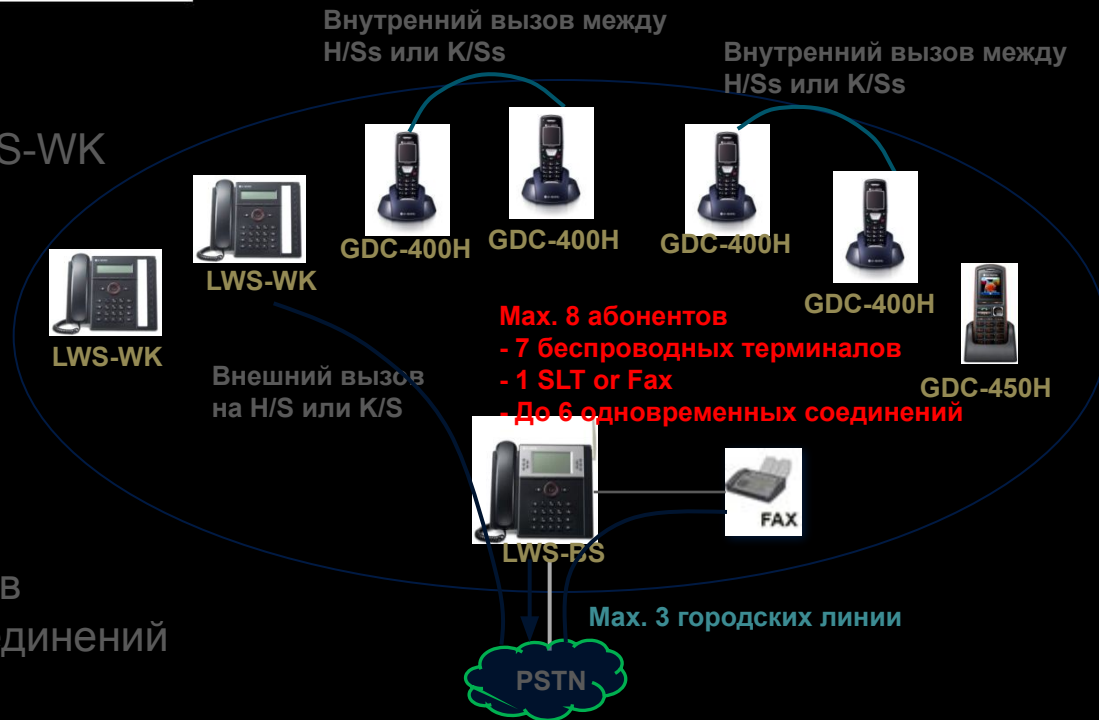 Внутренний вызов между
H/Ss или K/Ss
Внутренний вызов между
H/Ss или K/Ss
S-WK
GDC-400H
GDC-400H
GDC-400H
LWS-WK
GDC-400H
LWS-WK
GDC-450H
Max. 8 абонентов
- 7 беспроводных терминалов
- 1 SLT or Fax
- До 6 одновременных соединений
Внешний вызов
на H/S или K/S
FAX
LWS-BS
в
единений
Max. 3 городских линии
PSTN